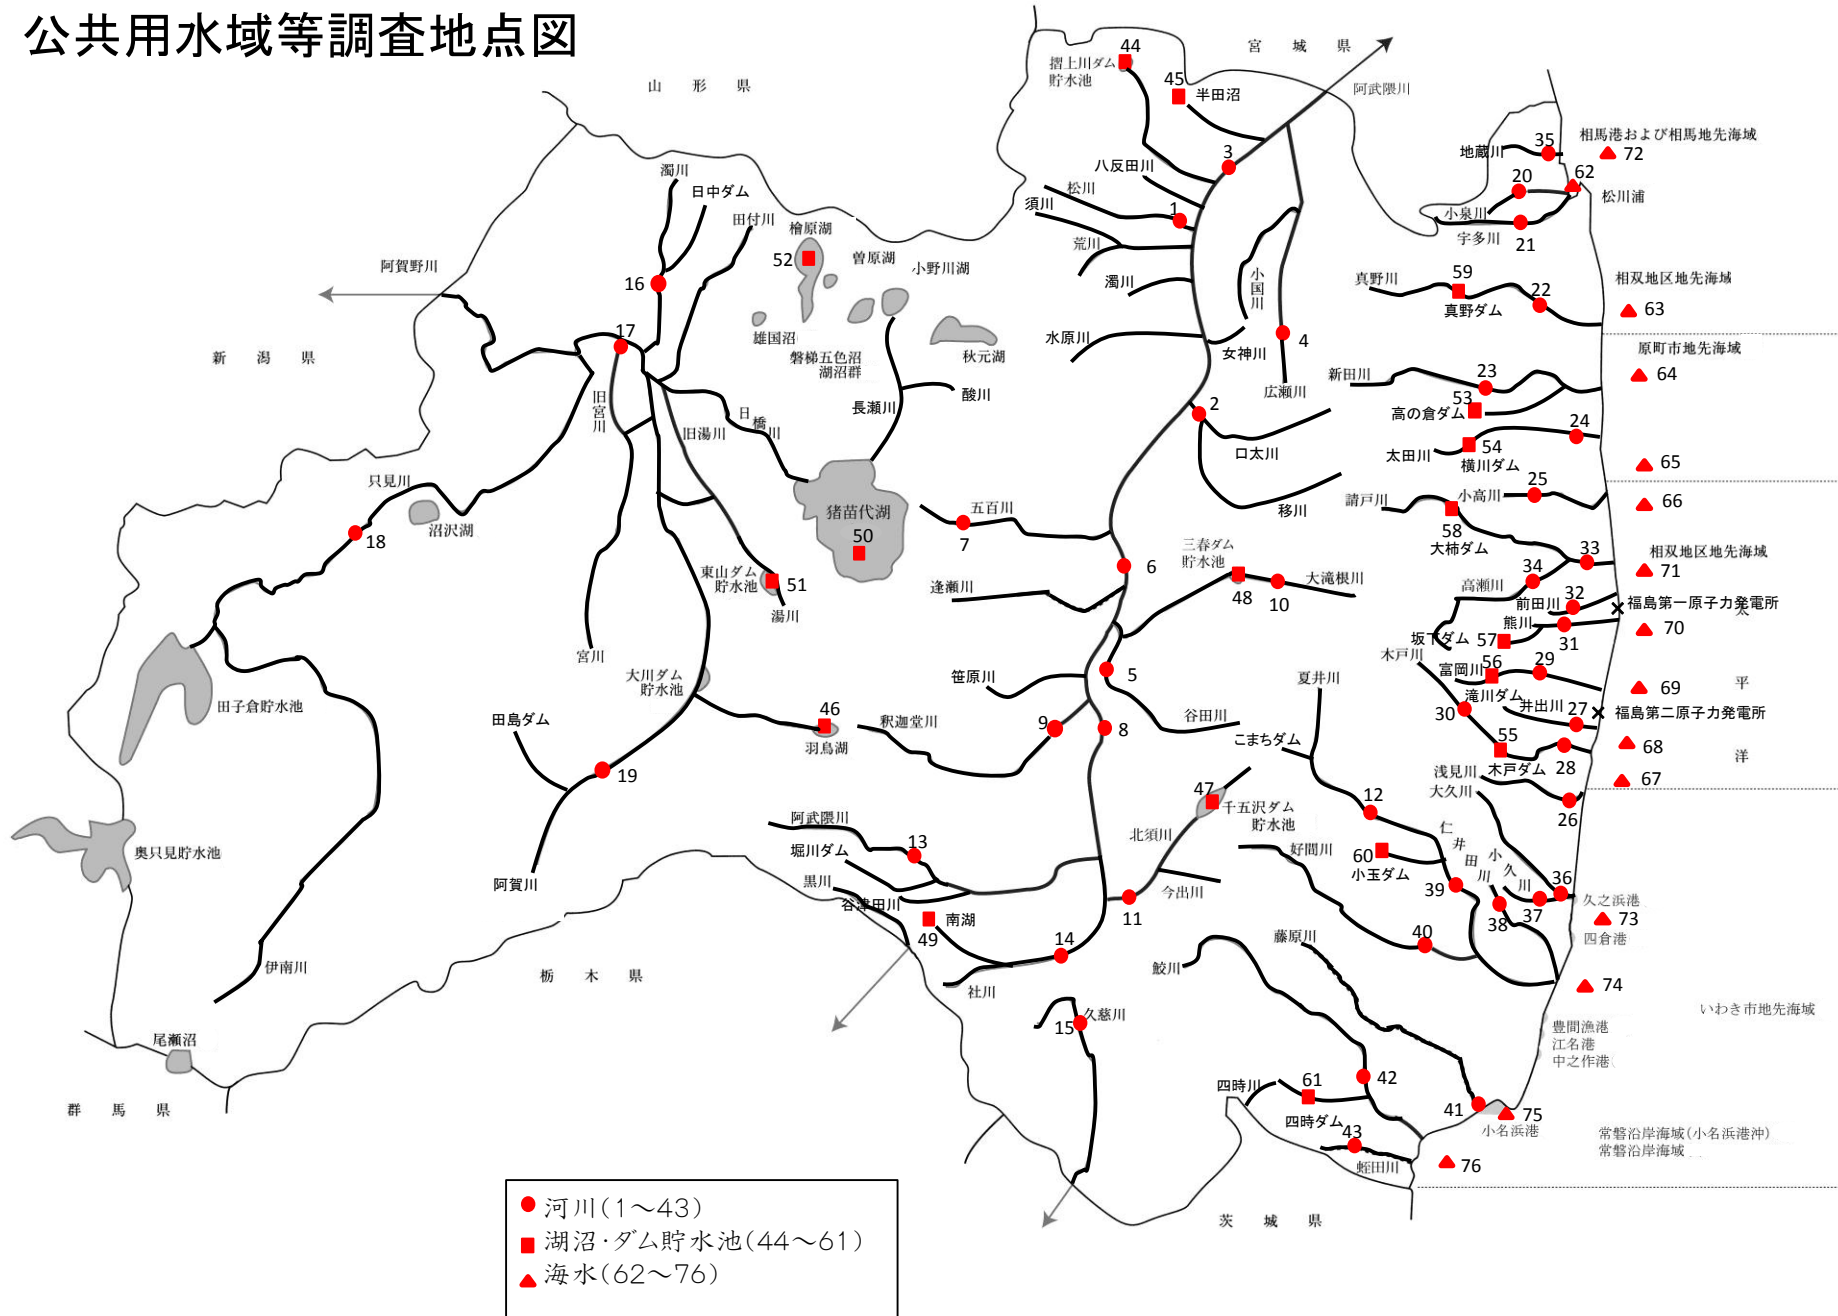 公共用水域等調査地点図
山 形 県
宮 城 県
新 潟 県
栃 木 県
群 馬 県
茨 城 県
阿武隈川
44
摺上川ダム
貯水池
45
半田沼
3
八反田川
松川
須川
1
荒川
濁川
小国川
水原川
女神川
4
広瀬川
2
口太川
移川
濁川
日中ダム
田付川
16
阿賀野川
17
檜原湖
52
曽原湖
小野川湖
雄国沼
磐梯五色沼
湖沼群
秋元湖
長瀬川
酸川
旧宮川
旧湯川
日橋川
猪苗代湖
50
只見川
沼沢湖
18
東山ダム
貯水池
51
湯川
宮川
大川ダム
貯水池
46
羽鳥湖
田島ダム
19
阿賀川
田子倉貯水池
奥只見貯水池
伊南川
尾瀬沼
五百川
7
6
逢瀬川
三春ダム
貯水池
48
10
大滝根川
5
笹原川
谷田川
釈迦堂川
9
8
阿武隈川
13
堀川ダム
黒川
谷津田川
南湖
49
14
社川
11
北須川
今出川
47
千五沢ダム
貯水池
15
久慈川
35
地蔵川
相馬港および相馬地先海域
72
62
松川浦
20
小泉川
宇多川
21
真野川
59
真野ダム
22
相双地区地先海域
63
原町市地先海域
64
新田川
23
53
高の倉ダム
24
太田川
54
横川ダム
65
25
小高川
66
請戸川
58
大柿ダム
33
相双地区地先海域
71
34
高瀬川
32
前田川
福島第一原子力発電所
太
平
洋
熊川
31
70
坂下ダム
57
木戸川
富岡川
56
29
滝川ダム
69
30
井出川
27
福島第二原子力発電所
55
木戸ダム
28
68
67
浅見川
大久川
26
夏井川
こまちダム
12
60
小玉ダム
仁井田川
小久川
好間川
39
38
37
36
久之浜港
73
四倉港
40
藤原川
鮫川
74
いわき市地先海域
豊間漁港
江名港
中之作港
42
四時川
61
四時ダム
43
蛭田川
41
75
小名浜港
76
常磐沿岸海域(小名浜港沖)
常磐沿岸海域
河川(1～43)
湖沼・ダム貯水池(44～61)
海水(62～76)